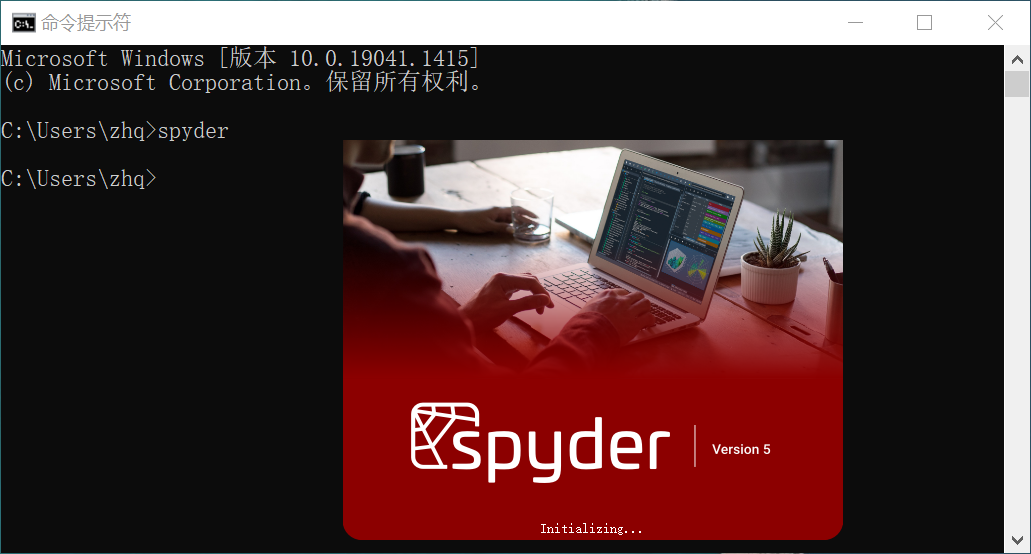 命令提示符
Microsoft Windows [版本 10.0.19041.1415]
(c) Microsoft Corporation。保留所有权利。
C:\Users\zhq>spyder
C:\Users\zhq>
spyder
Version 5
Initializing...